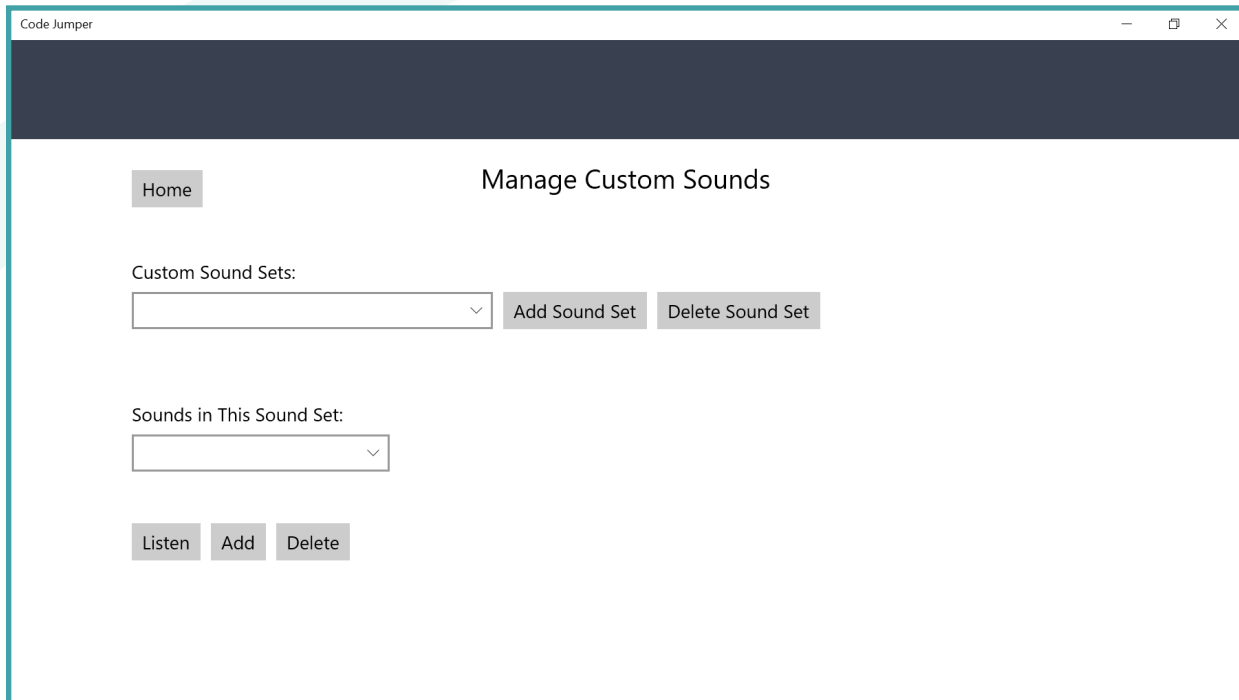 Code Jumper
Home
Manage Custom Sounds
Custom Sound Sets:
Add Sound Set Delete Sound Set
Sounds in This Sound Set:
Listen Add Delete